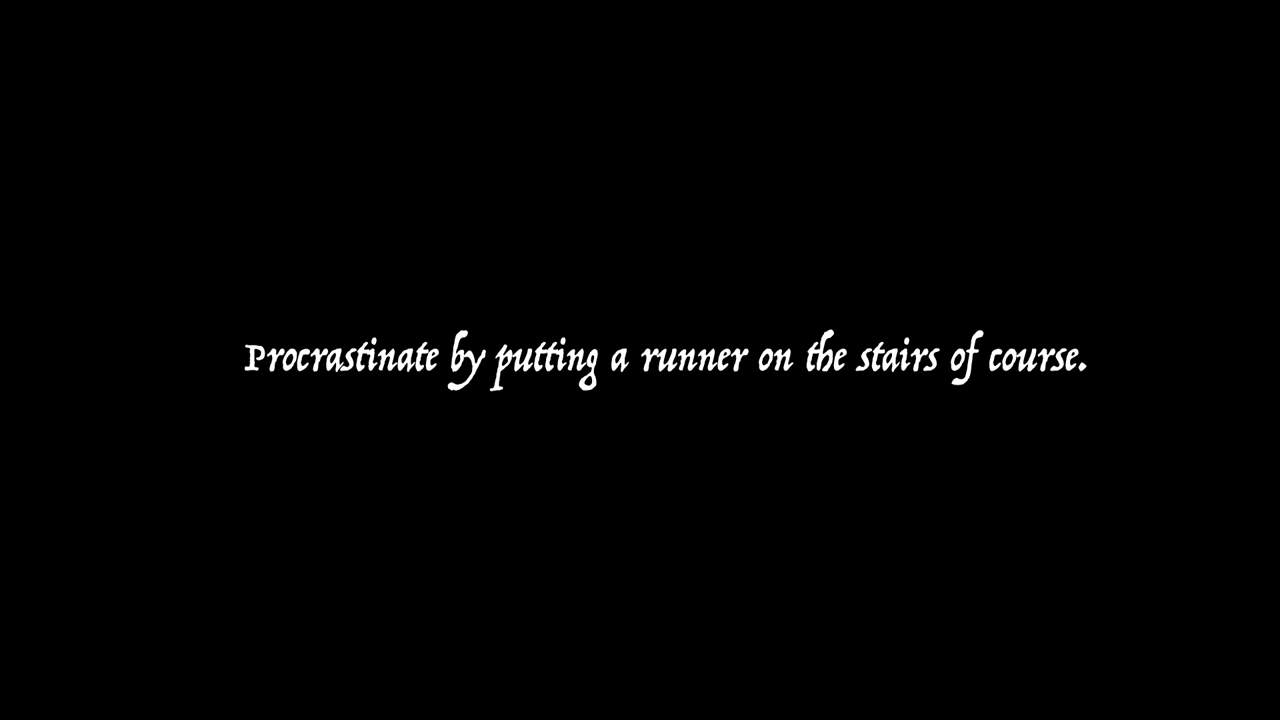 Procrastinate by putting a runner on the stairs of course.